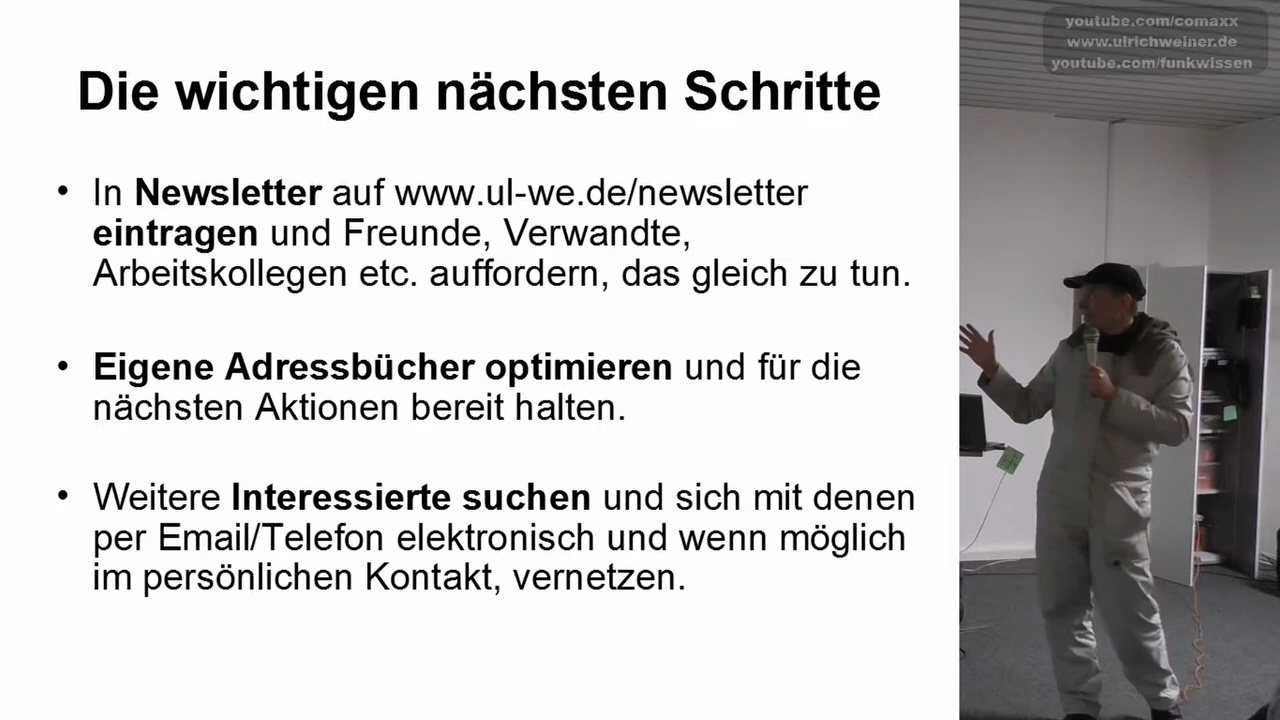 youtube.com/comaxx
www.ulrichweiner.de
youtube.com/funkwissen
Die wichtigen nächsten Schritte
• In Newsletter auf www.ul-we.de/newsletter
eintragen und Freunde, Verwandte,
Arbeitskollegen etc. auffordern, das gleich zu tun.
• Eigene Adressbücher optimieren und für die
nächsten Aktionen bereit halten.
• Weitere Interessierte suchen und sich mit denen
per Email/Telefon elektronisch und wenn möglich
im persönlichen Kontakt, vernetzen.